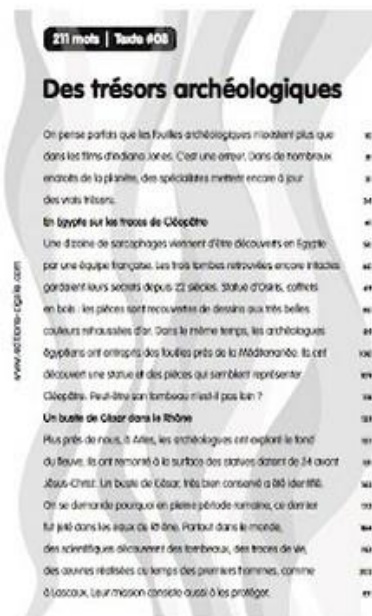 211 mots | Texte #08
Des trésors archéologiques
On pense parfois que les fouilles archéologiques n'existent plus que
dans les films d'Indiana Jones. C'est une erreur. Dans de nombreux
endroits de la planète, des spécialistes mettent encore à jour
des vrais trésors.
En Egypte sur les traces de Cléopâtre
Une dizaine de sarcophages viennent d'être découverts en Egypte
par une équipe française. Les trois tombes retrouvées encore intactes
gardaient leurs secrets depuis 22 siècles. Statue d'Osiris, coffrets
en bois : les pièces sont recouvertes de dessins aux très belles
couleurs rehaussées d'or. Dans le même temps, les archéologues
égyptiens ont entrepris des fouilles près de la Méditerranée. Ils ont
découvert une statue et des pièces qui semblent représenter
Cléopâtre. Peut-être son tombeau n'est-il pas loin ?
Un buste de César dans le Rhône
Plus près de nous, à Arles, les archéologues ont exploré le fond
du fleuve. Ils ont remonté à la surface des statues datant de 34 avant
Jésus-Christ. Un buste de César, très bien conservé a été identifié.
On se demande pourquoi en pleine période romaine, ce dernier
fut jeté dans les eaux du Rhône. Partout dans le monde,
des scientifiques découvrent des tombeaux, des traces de vie,
des œuvres réalisées au temps des premiers hommes, comme
à Lascaux. Leur mission consiste aussi à les protéger.
www.editions-cigale.com